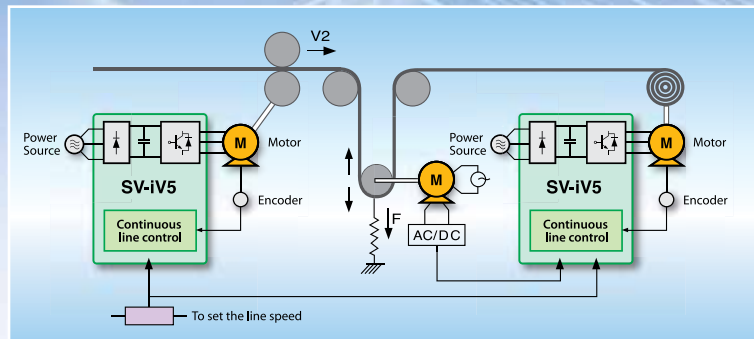 V2
Power
Source
M
Motor
SV-iV5
Encoder
Continuous
line control
To set the line speed
M
F
AC/DC
Power
Source
M
Motor
SV-iV5
Encoder
Continuous
line control